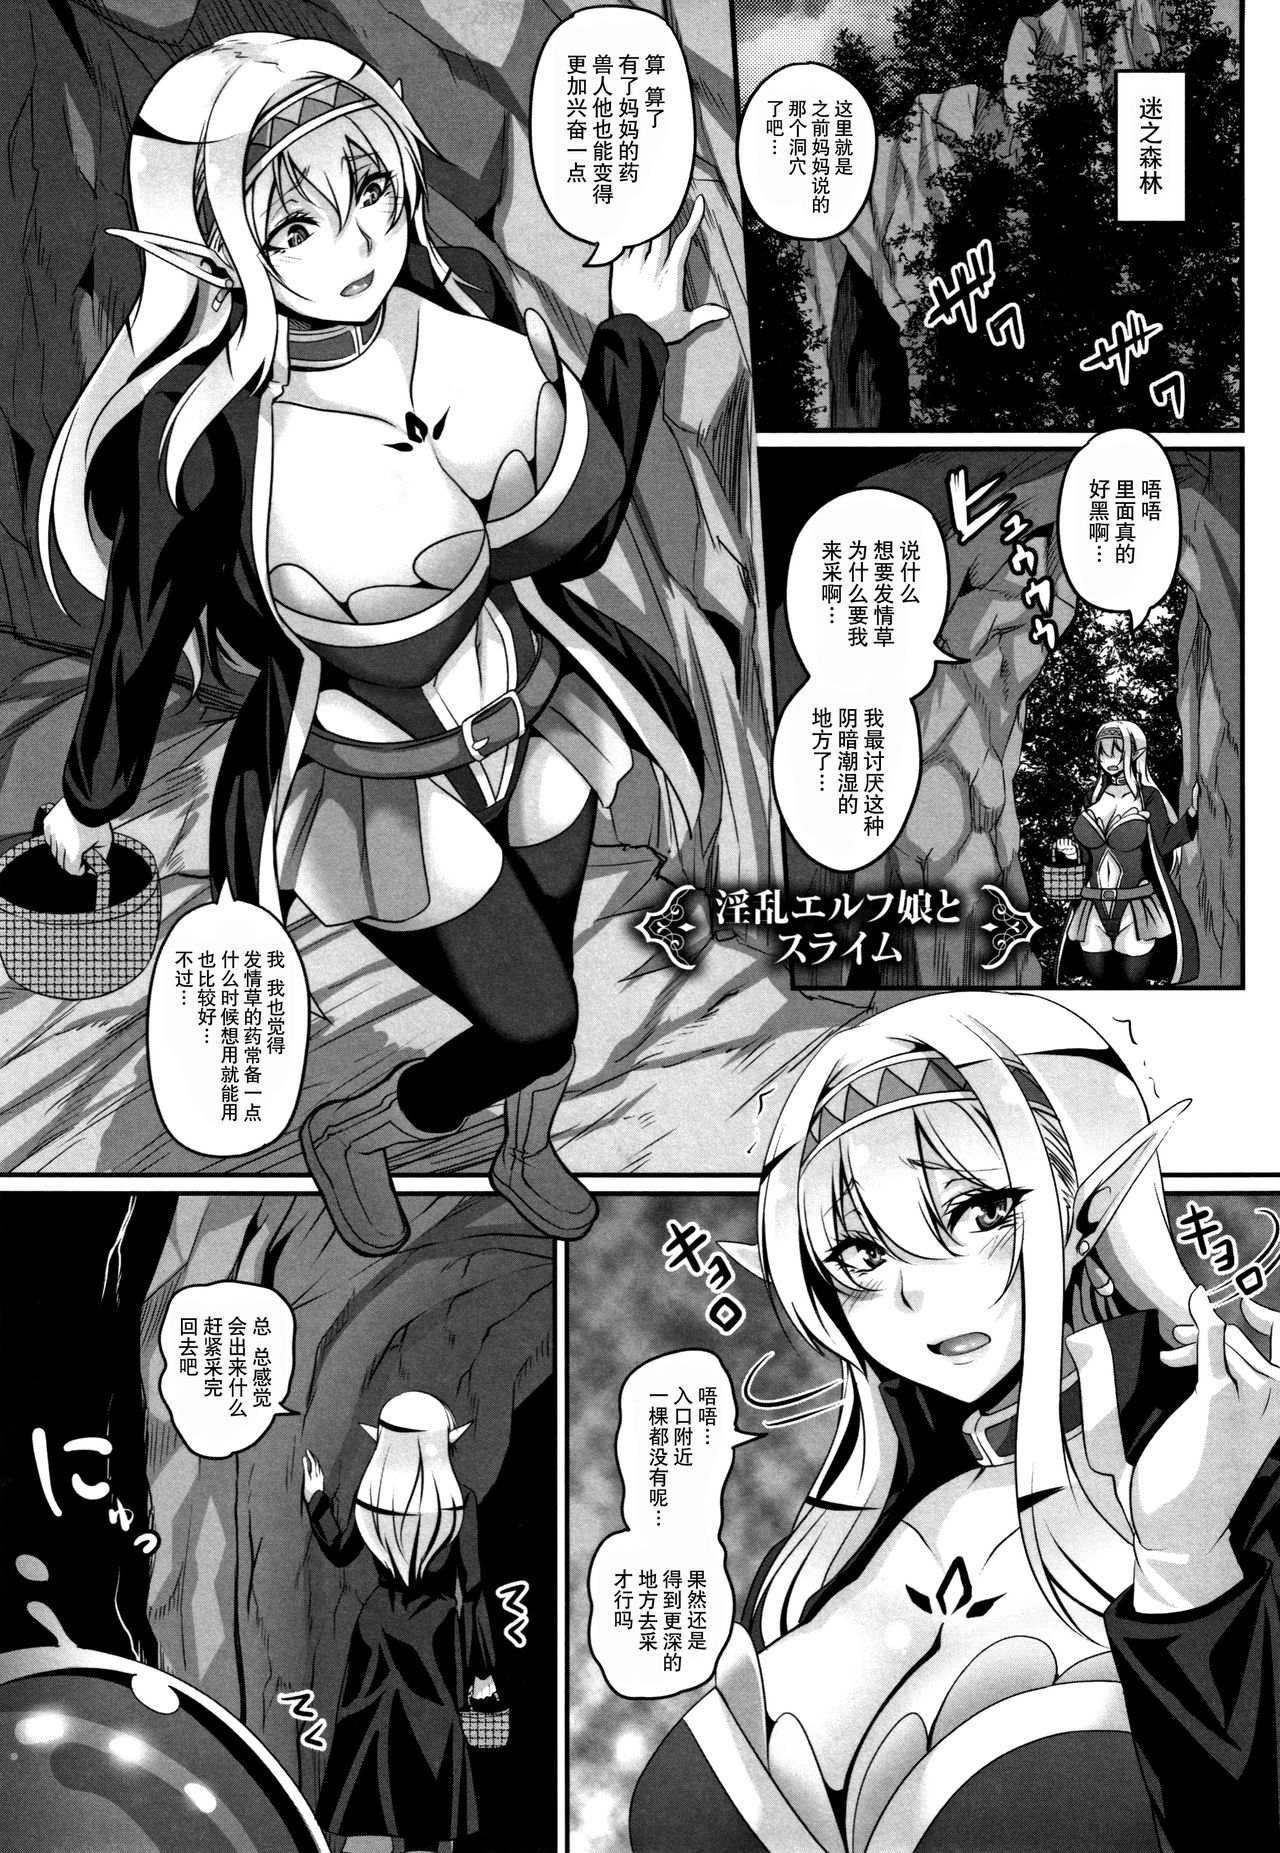 迷之森林
这里就是
之前妈妈说的
那个洞穴
了吧…
ギャ
ワ
ギャ
ワ
算 算了
有了妈妈的药
兽人他也能变得
更加兴奋一点
唔唔
里面真的
好黑啊…
ヒュウウウ
说什么
想要发情草
为什么要我
来采啊…
我最讨厌这种
阴暗潮湿的
地方了…
淫乱エルフ娘と
スライム
我 我也觉得
发情草的药常备一点
什么时候想用就能用
也比较好…
不过…
キョロ
キョロ
唔唔…
入口附近
一棵都没有呢…
果然还是
得到更深的
地方去采
才行吗
总 总感觉
会出来什么
赶紧采完
回去吧
にゅっ
てく
てく